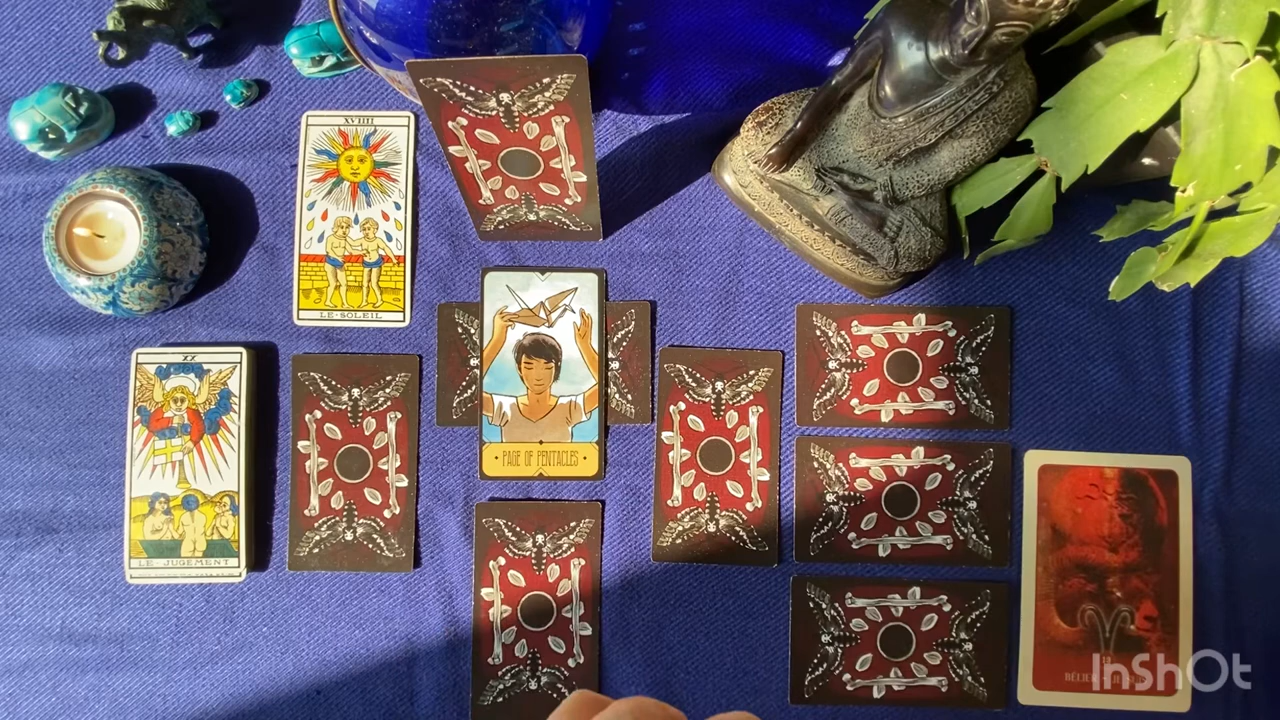 XVIIII
LE·SOLEIL
PAGE OF PENTACLES
XX
LE·JUGEMENT
InShOt